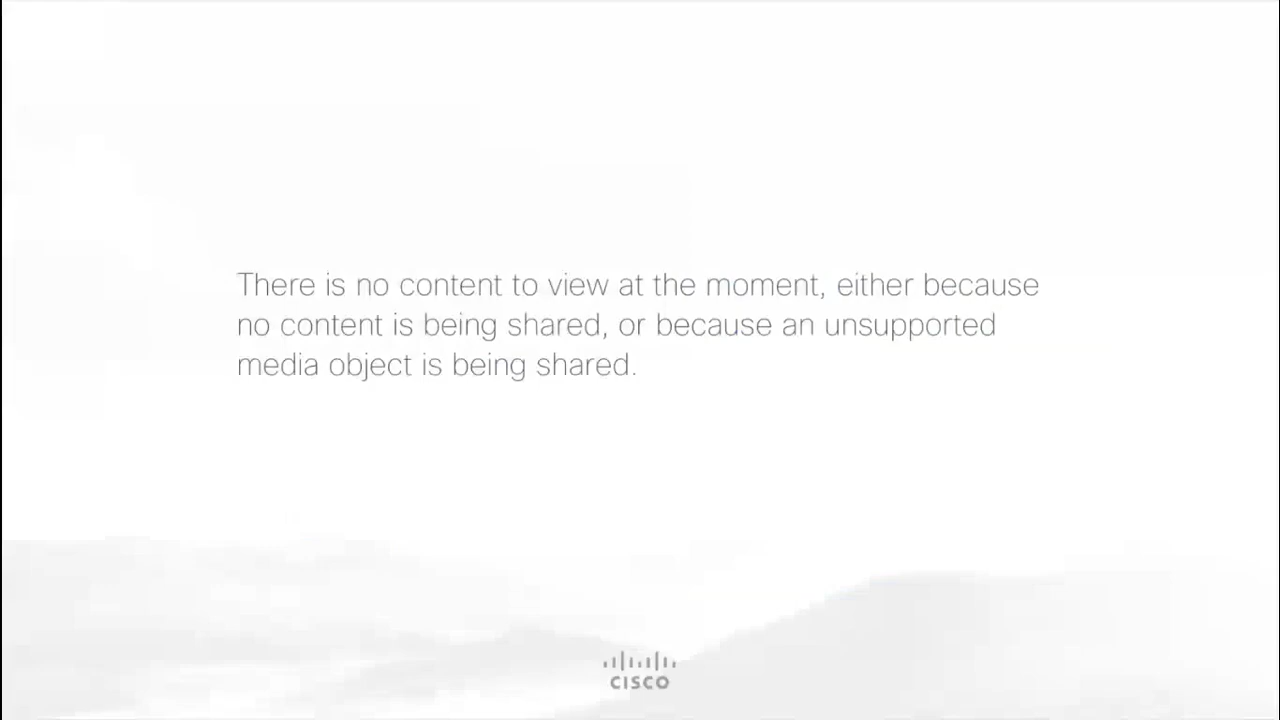 There is no content to view at the moment, either because
no content is being shared, or because an unsupported
media object is being shared.
CISCO